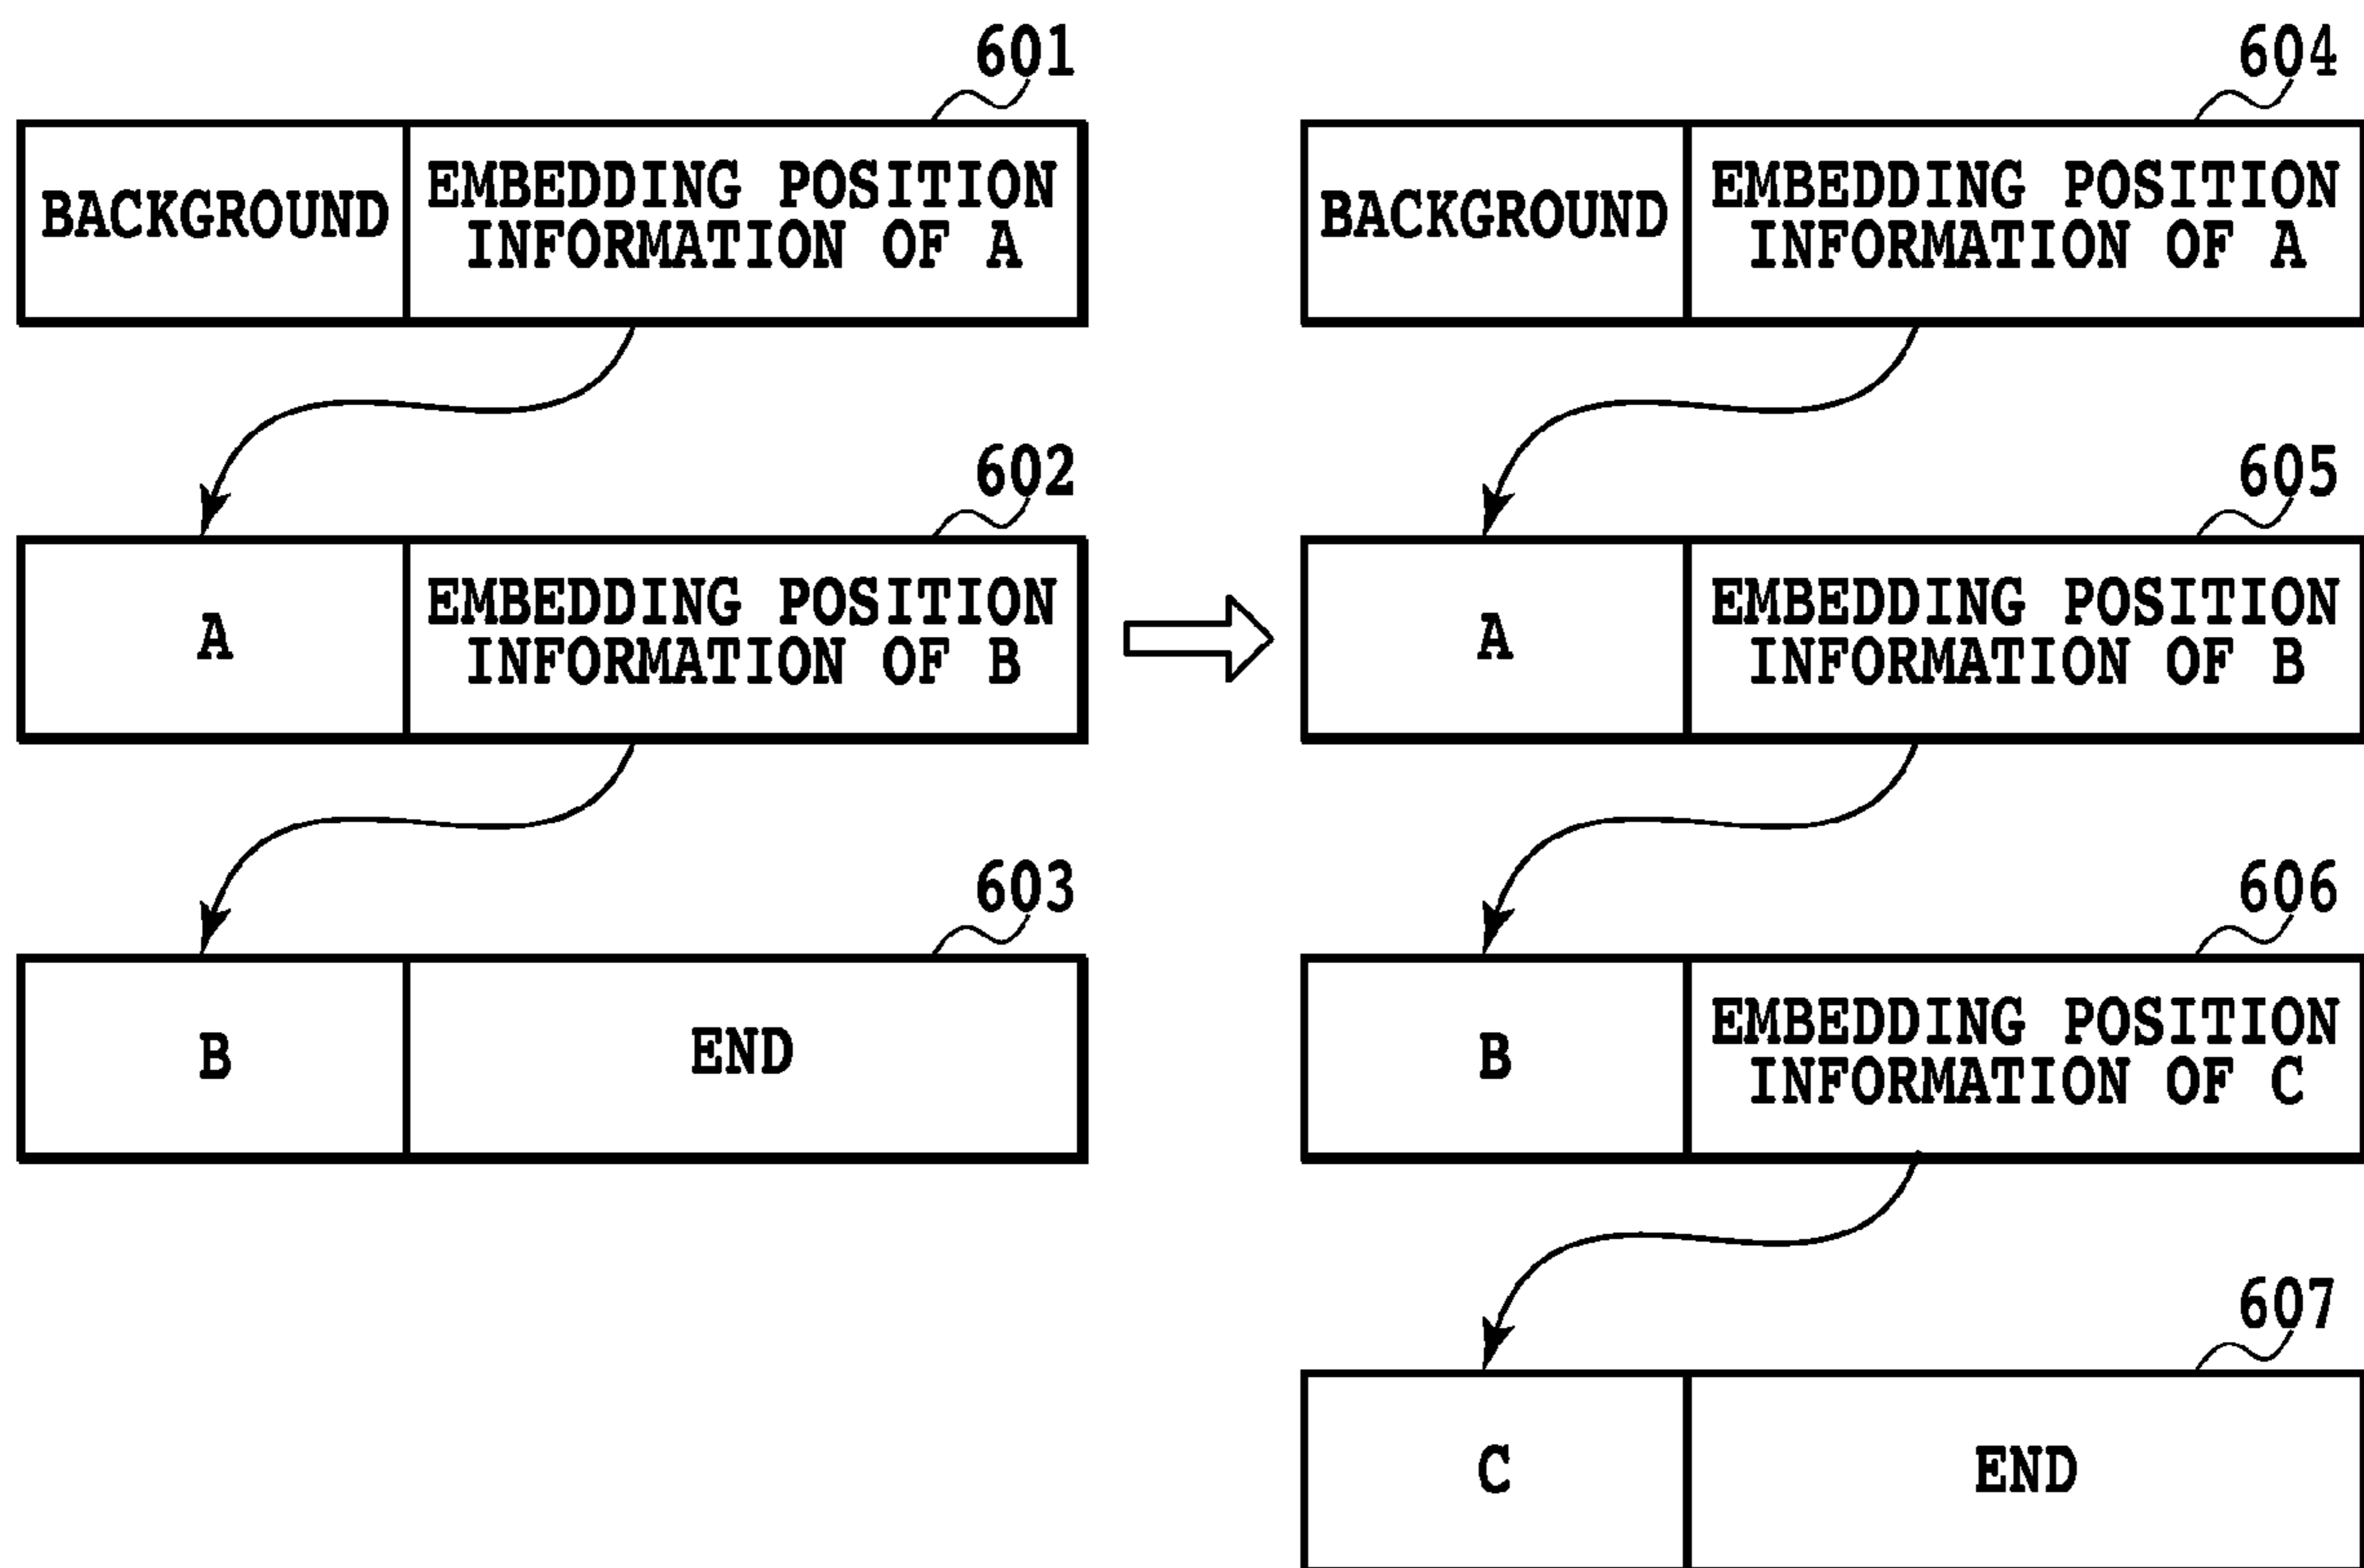 601
BACKGROUND
EMBEDDING POSITION
INFORMATION OF A
602
A
EMBEDDING POSITION
INFORMATION OF B
603
B
END
604
BACKGROUND
EMBEDDING POSITION
INFORMATION OF A
605
A
EMBEDDING POSITION
INFORMATION OF B
606
B
EMBEDDING POSITION
INFORMATION OF C
607
C
END